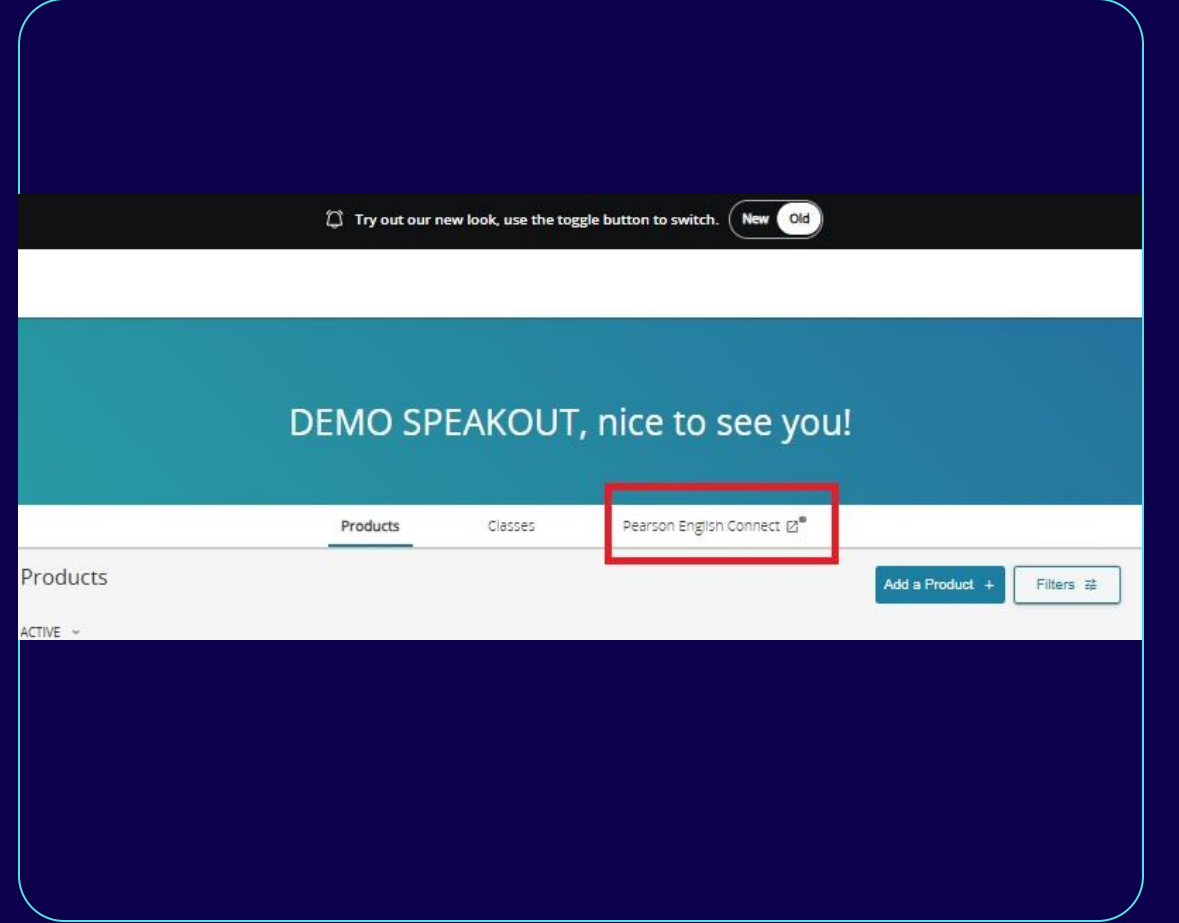 Try out our new look, use the toggle button to switch. New Old
DEMO SPEAKOUT, nice to see you!
Products Classes Pearson English Connect
Products Add a Product + Filters
ACTIVE